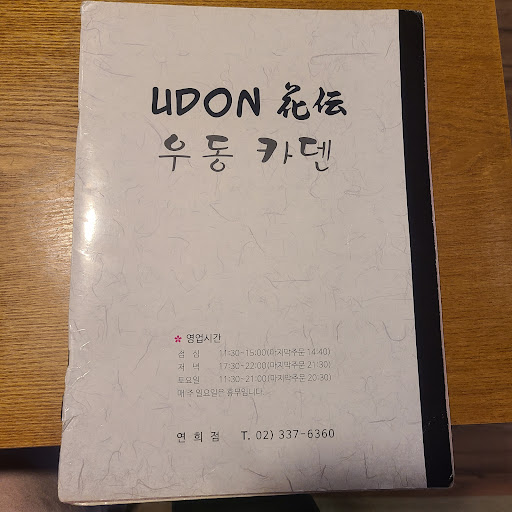 UDON 花伝
우동 카덴
영업시간
점 심 11:30-15:00(마지막주문 14:40)
저 녁 17:30-22:00(마지막주문 21:30)
토요일 11:30-21:00(마지막주문 20:30)
매주 일요일은 휴무입니다.
연희점 T. 02) 337-6360